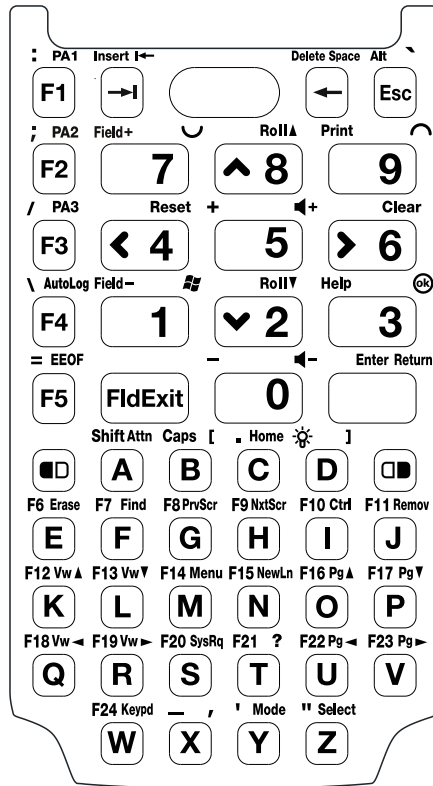 : PA1 Insert Delete Space Alt `
F1 Esc
; PA2 Field+ Roll▲ Print
F2 7 8 9
/ PA3 Reset + + Clear
F3 4 5 6
\ AutoLog Field– Roll▼ Help ok
F4 1 2 3
= EEOF – – Enter Return
F5 FldExit 0
Shift Attn Caps [ . Home ]
A B C D
F6 Erase F7 Find F8 PrvScr F9 NxtScr F10 Ctrl F11 Remov
E F G H I J
F12 Vw▲ F13 Vw▼ F14 Menu F15 NewLn F16 Pg▲ F17 Pg▼
K L M N O P
F18 Vw◄ F19 Vw► F20 SysRq F21 ? F22 Pg◄ F23 Pg►
Q R S T U V
F24 Keypd _ , ' Mode " Select
W X Y Z